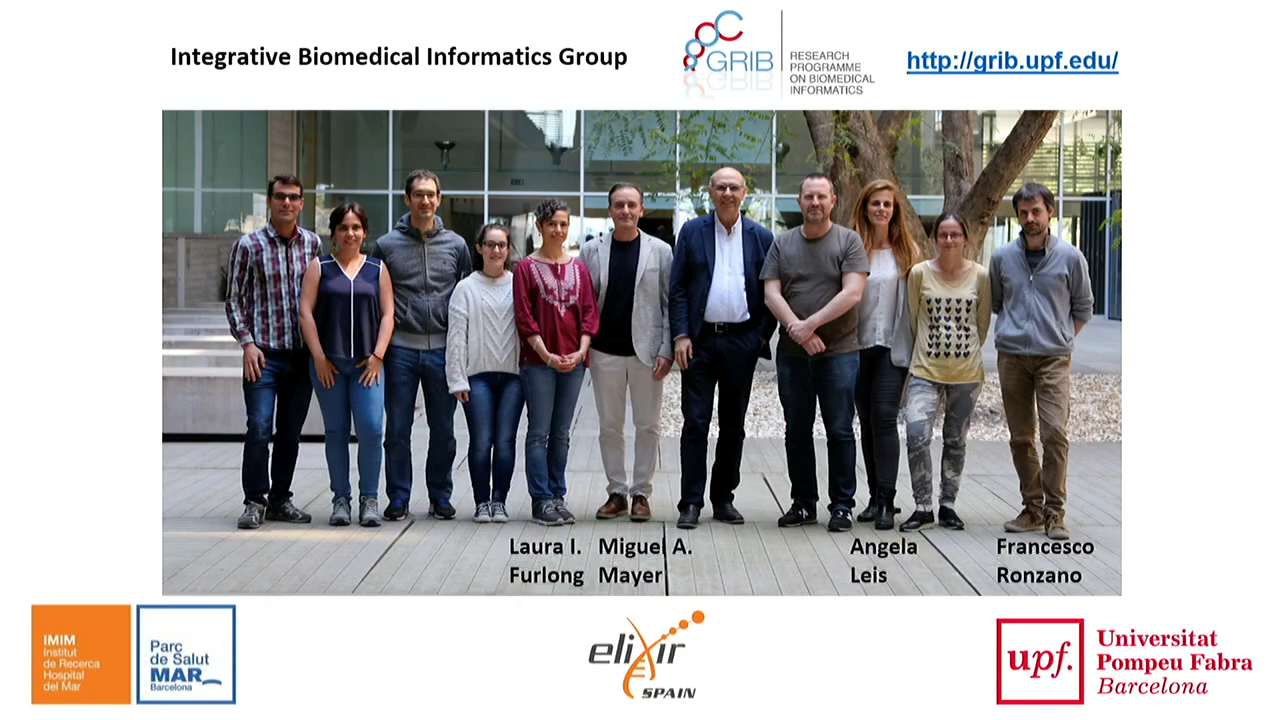 Integrative Biomedical Informatics Group
GRIB
RESEARCH
PROGRAMME
ON BIOMEDICAL
INFORMATICS
http://grib.upf.edu/
Laura I.
Furlong
Miguel A.
Mayer
Angela
Leis
Francesco
Ronzano
IMIM
Institut
de Recerca
Hospital
del Mar
Parc
de Salut
MAR
Barcelona
elixir
SPAIN
upf.
Universitat
Pompeu Fabra
Barcelona